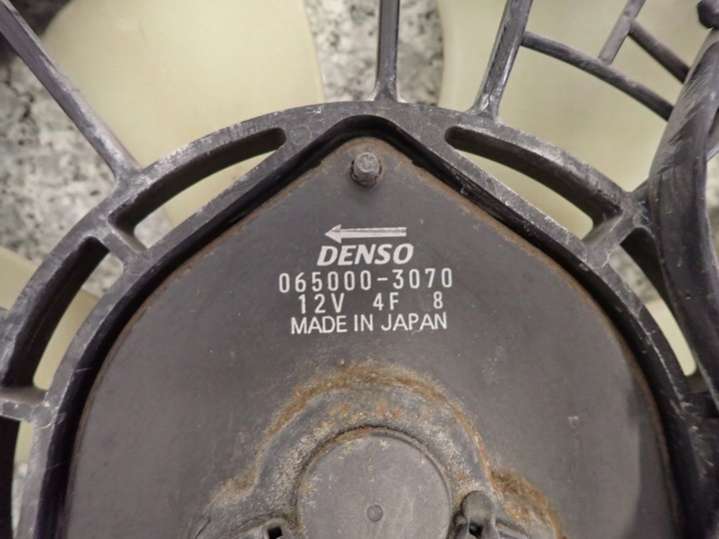 DENSO
065000-3070
12V 4F 8
MADE IN JAPAN